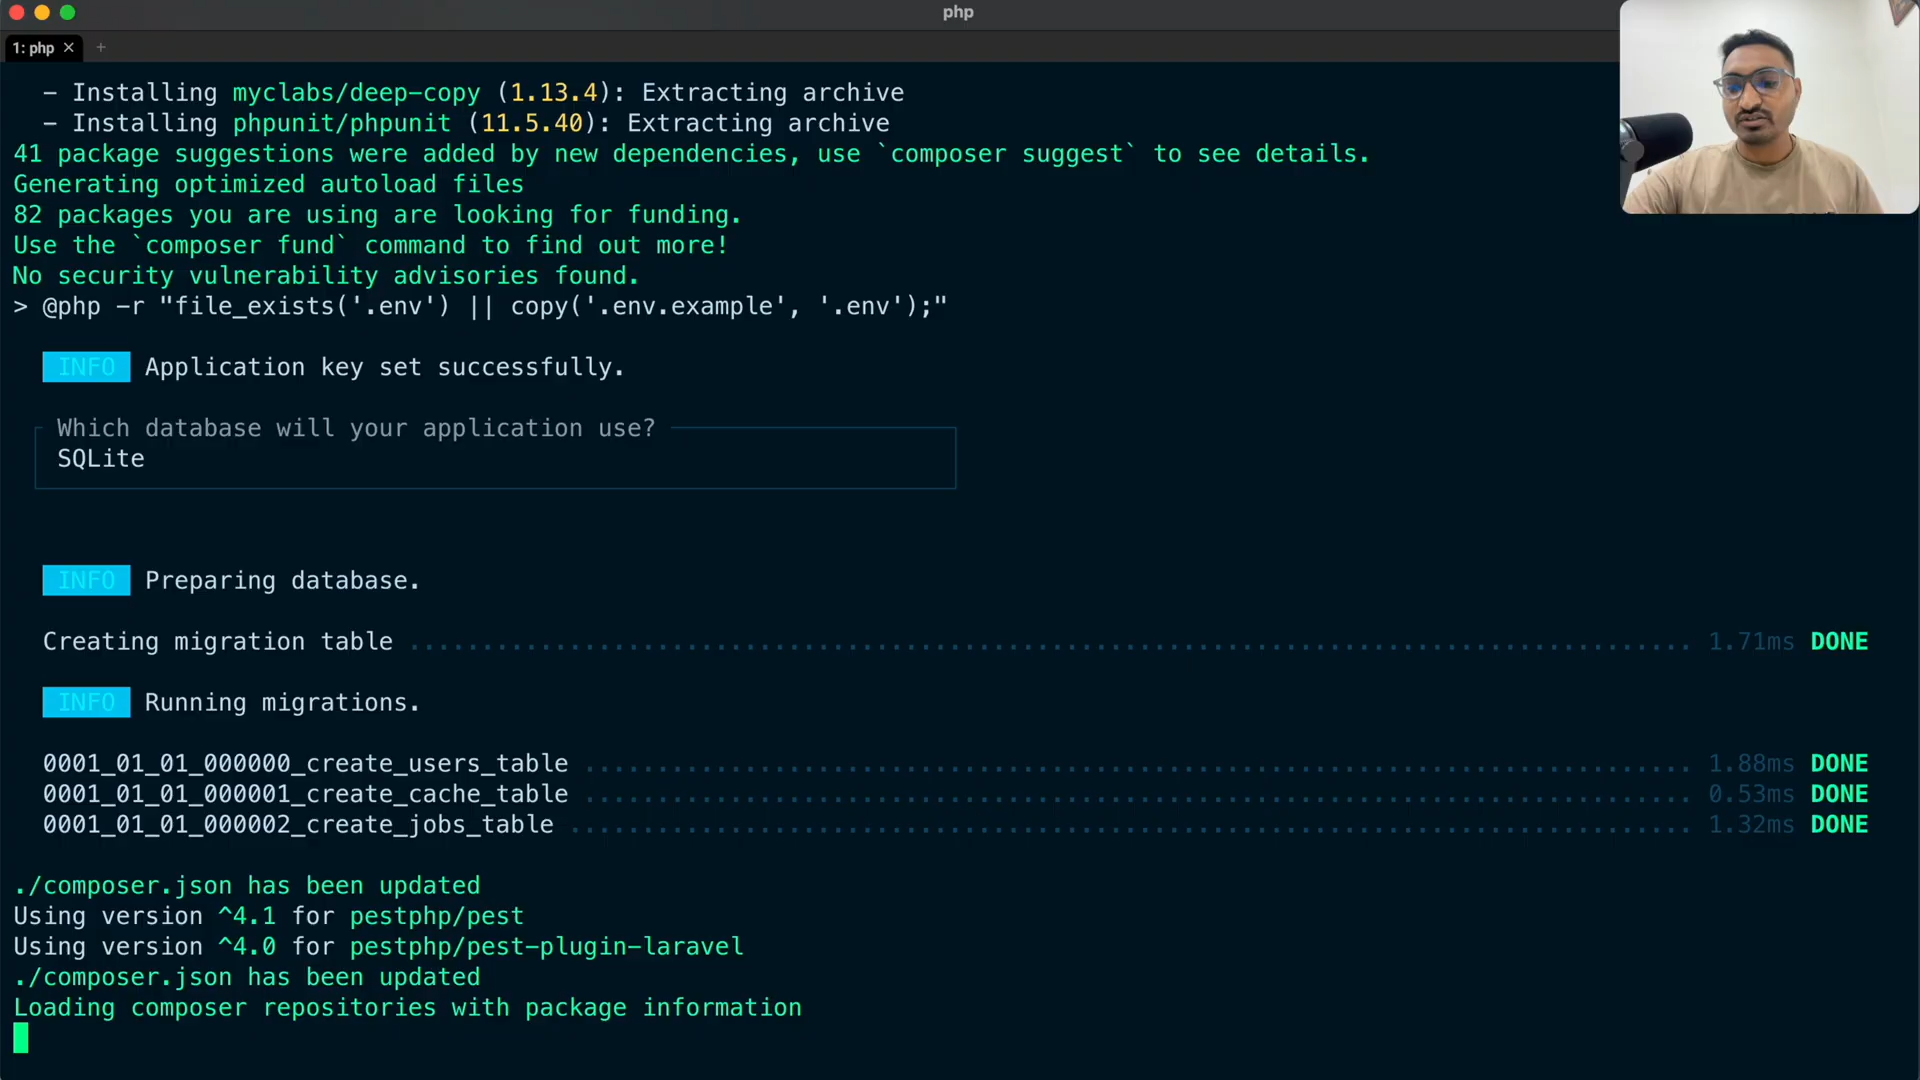 php
1: php × +
– Installing myclabs/deep-copy (1.13.4): Extracting archive
– Installing phpunit/phpunit (11.5.40): Extracting archive
41 package suggestions were added by new dependencies, use `composer suggest` to see details.
Generating optimized autoload files
82 packages you are using are looking for funding.
Use the `composer fund` command to find out more!
No security vulnerability advisories found.
> @php -r "file_exists('.env') || copy('.env.example', '.env');"
INFO Application key set successfully.
Which database will your application use?
SQLite
INFO Preparing database.
Creating migration table ........................................................................................ 1.71ms DONE
INFO Running migrations.
0001_01_01_000000_create_users_table ............................................................................ 1.88ms DONE
0001_01_01_000001_create_cache_table ............................................................................ 0.53ms DONE
0001_01_01_000002_create_jobs_table ............................................................................. 1.32ms DONE
./composer.json has been updated
Using version ^4.1 for pestphp/pest
Using version ^4.0 for pestphp/pest-plugin-laravel
./composer.json has been updated
Loading composer repositories with package information